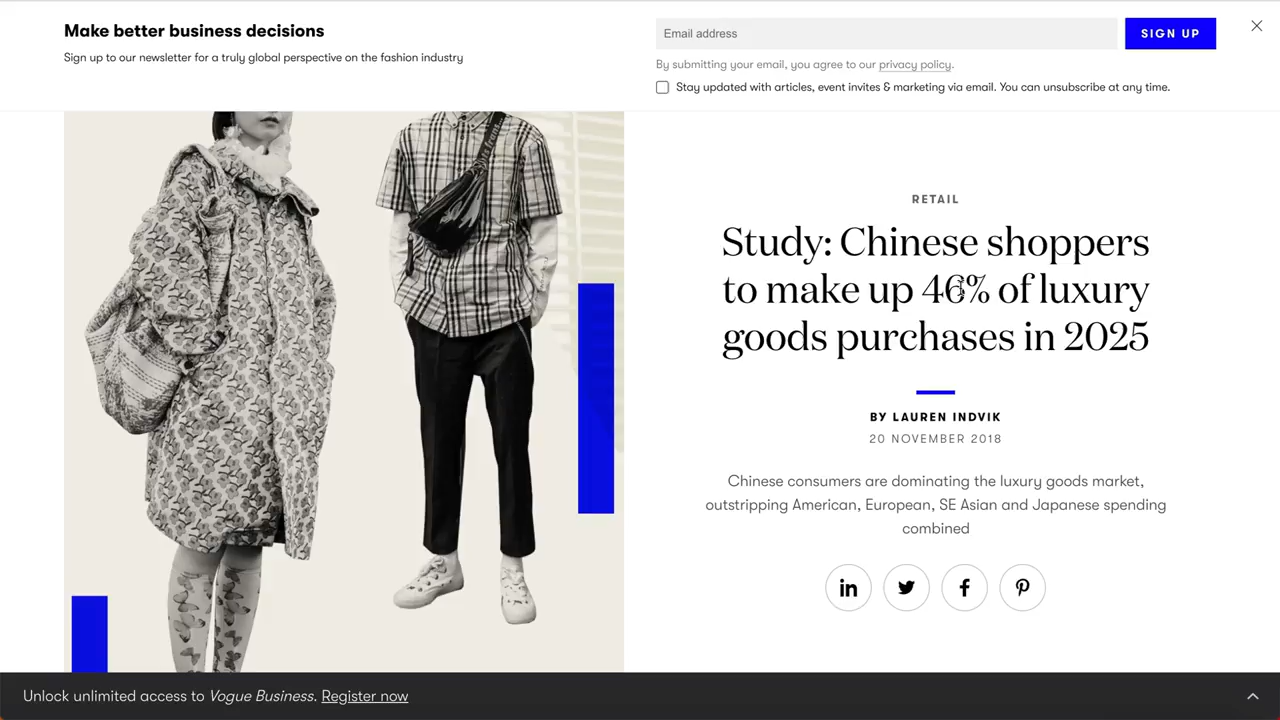 Make better business decisions
Sign up to our newsletter for a truly global perspective on the fashion industry
Email address
SIGN UP
By submitting your email, you agree to our privacy policy.
Stay updated with articles, event invites & marketing via email. You can unsubscribe at any time.
RETAIL
Study: Chinese shoppers
to make up 46% of luxury
goods purchases in 2025
BY LAUREN INDVIK
20 NOVEMBER 2018
Chinese consumers are dominating the luxury goods market,
outstripping American, European, SE Asian and Japanese spending
combined
in
f
Unlock unlimited access to Vogue Business. Register now